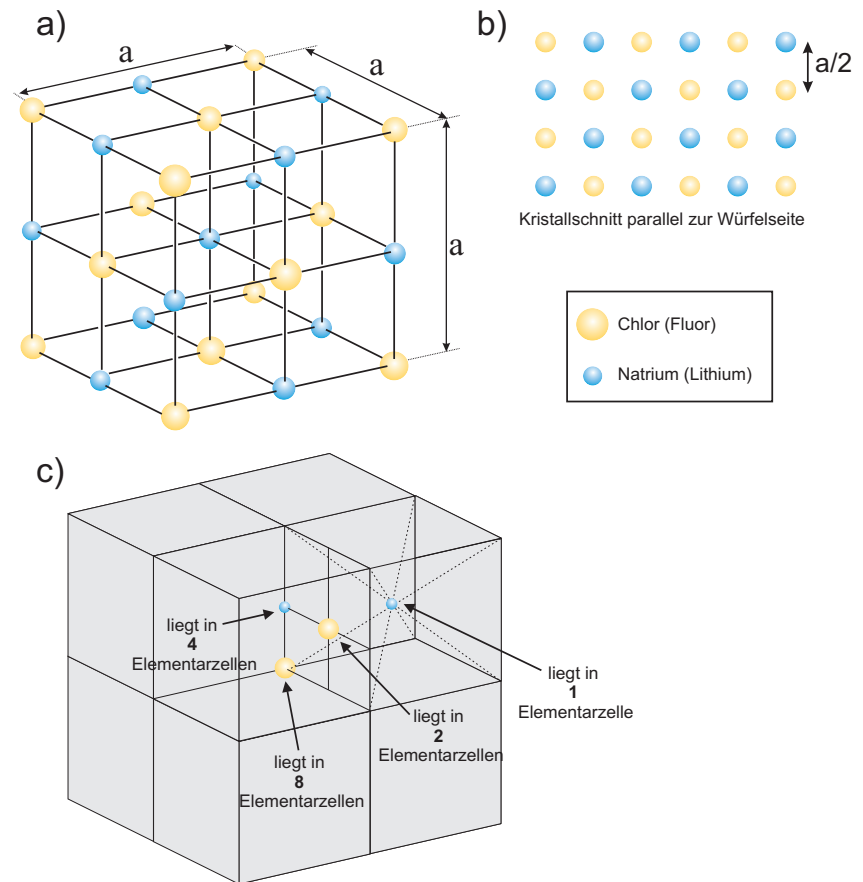 a)
a
a
a
b)
a/2
Kristallschnitt parallel zur Würfelseite
Chlor (Fluor)
Natrium (Lithium)
c)
liegt in
4
Elementarzellen
liegt in
1
Elementarzelle
liegt in
2
Elementarzellen
liegt in
8
Elementarzellen